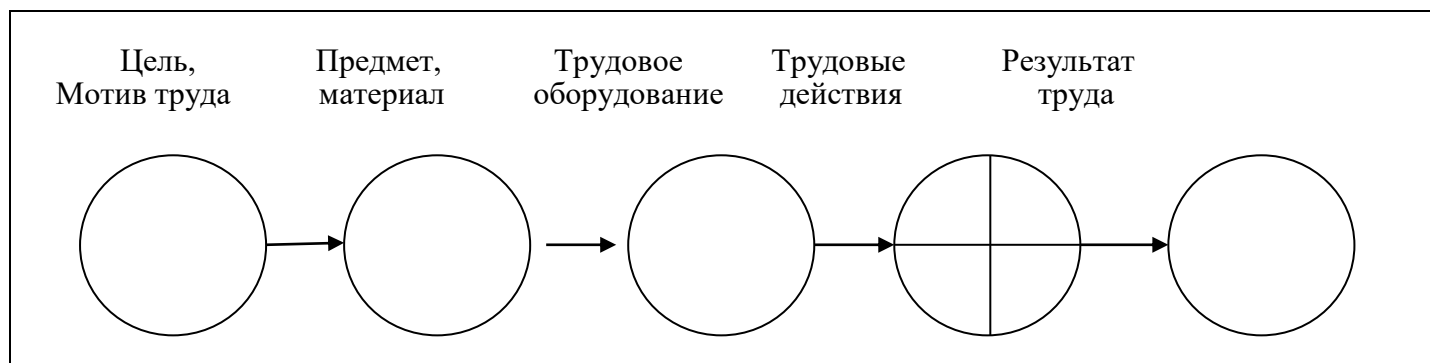 Цель, Предмет, Трудовое Трудовые Результат
Мотив труда материал оборудование действия труда